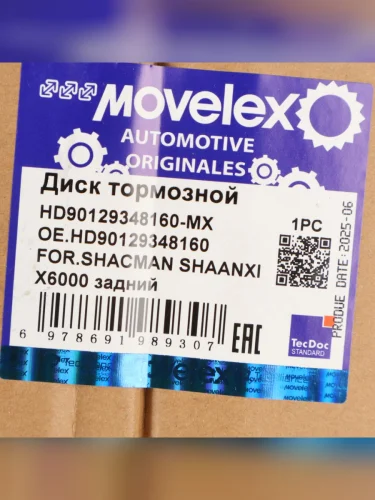 Movelex
AUTOMOTIVE
ORIGINALES
Диск тормозной
HD90129348160-MX
OE.HD90129348160
FOR.SHACMAN SHAANXI
X6000 задний
1PC
PRODUE DATE: 2025-06
6 978691 989307
EAC
TecDoc
STANDARD
Movelex